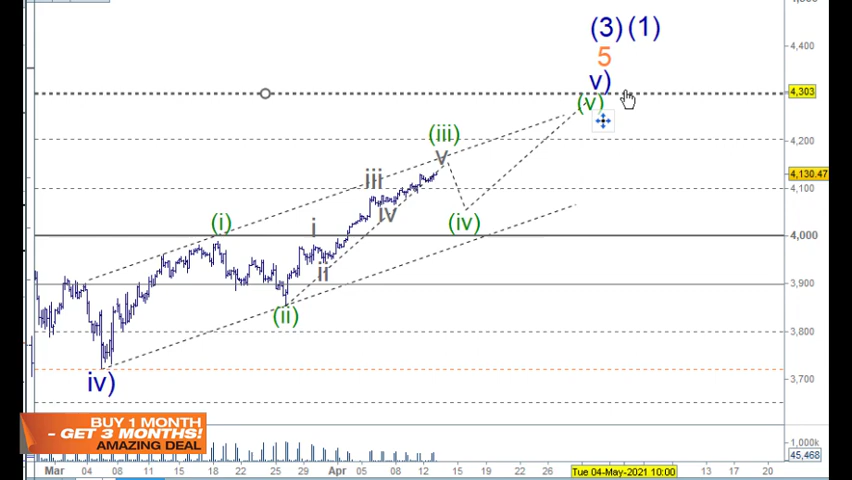 (3) (1)
4,400
5
v)
4,303
(v)
(iii)
4,200
v
iii
4,130.47
4,100
iv
(i)
i
(iv)
4,000
ii
3,900
(ii)
3,800
iv)
3,700
BUY 1 MONTH
- GET 3 MONTHS!
AMAZING DEAL
1,000k
45,468
Mar 04 08 11 15 18 22 25 Apr 05 08 12 15 19 22 26 Tue 04-May-2021 10:00 13 17 20